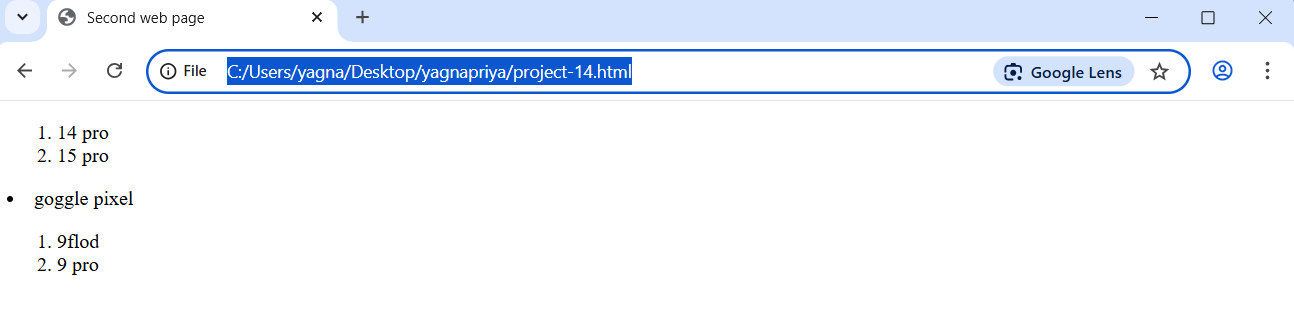 Second web page
File C:/Users/yagna/Desktop/yagnapriya/project-14.html Google Lens
1. 14 pro
2. 15 pro
• goggle pixel
1. 9flod
2. 9 pro